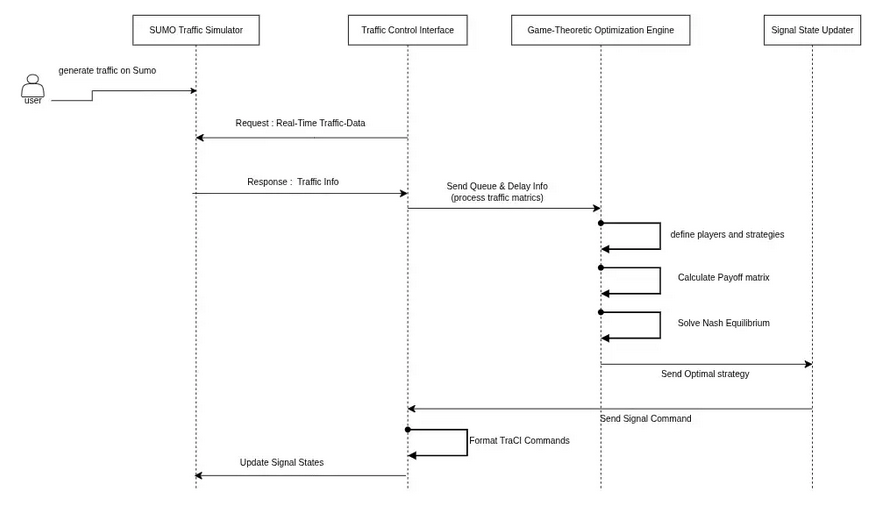 SUMO Traffic Simulator
Traffic Control Interface
Game-Theoretic Optimization Engine
Signal State Updater
generate traffic on Sumo
user
Request : Real-Time Traffic-Data
Response :  Traffic Info
Send Queue & Delay Info
(process traffic matrics)
define players and strategies
Calculate Payoff matrix
Solve Nash Equilibrium
Send Optimal strategy
Send Signal Command
Format TraCI Commands
Update Signal States